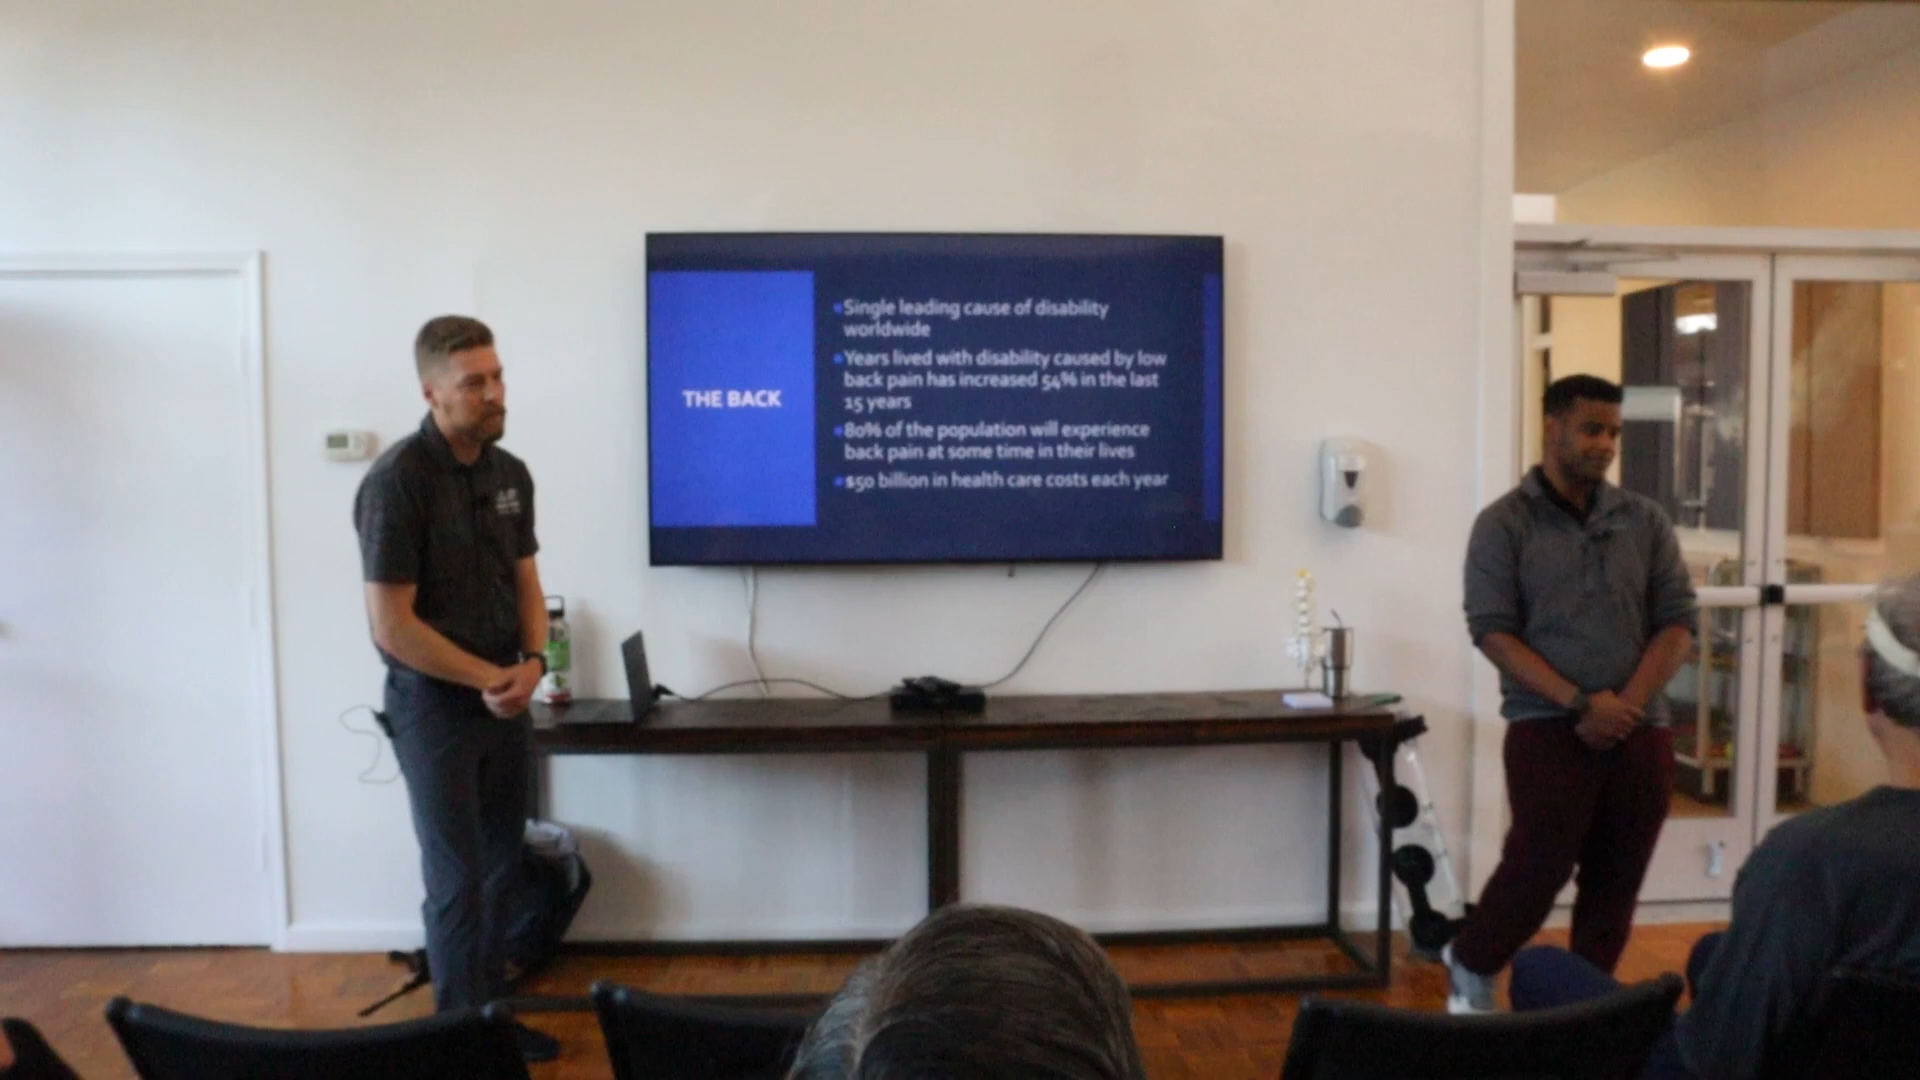 THE BACK
Single leading cause of disability
worldwide
Years lived with disability caused by low
back pain has increased 54% in the last
15 years
80% of the population will experience
back pain at some time in their lives
$50 billion in health care costs each year